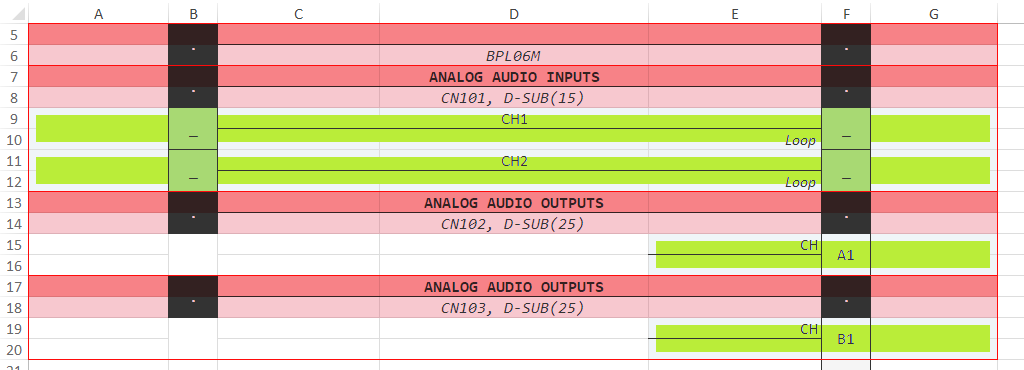 A B C D E F G
5
6 BPL06M
7 ANALOG AUDIO INPUTS
8 CN101, D-SUB(15)
9 CH1
10 _ Loop _
11 CH2
12 _ Loop _
13 ANALOG AUDIO OUTPUTS
14 CN102, D-SUB(25)
15 CH
A1
16
17 ANALOG AUDIO OUTPUTS
18 CN103, D-SUB(25)
19 CH
B1
20